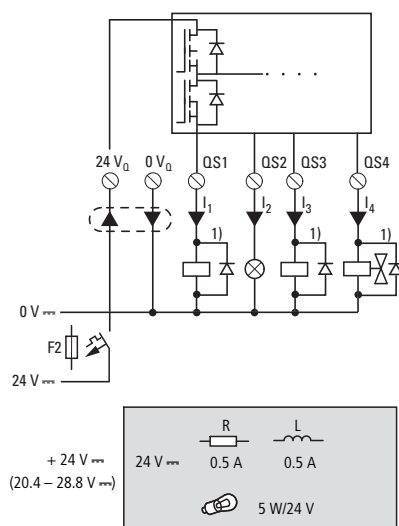 24 V_Q 0 V_Q QS1 QS2 QS3 QS4
I_1 I_2 I_3 I_4
1) 1) 1)
0 V ⎓
F2
24 V ⎓
R L
+ 24 V ⎓ 24 V ⎓ 0.5 A 0.5 A
(20.4 – 28.8 V ⎓)
5 W/24 V